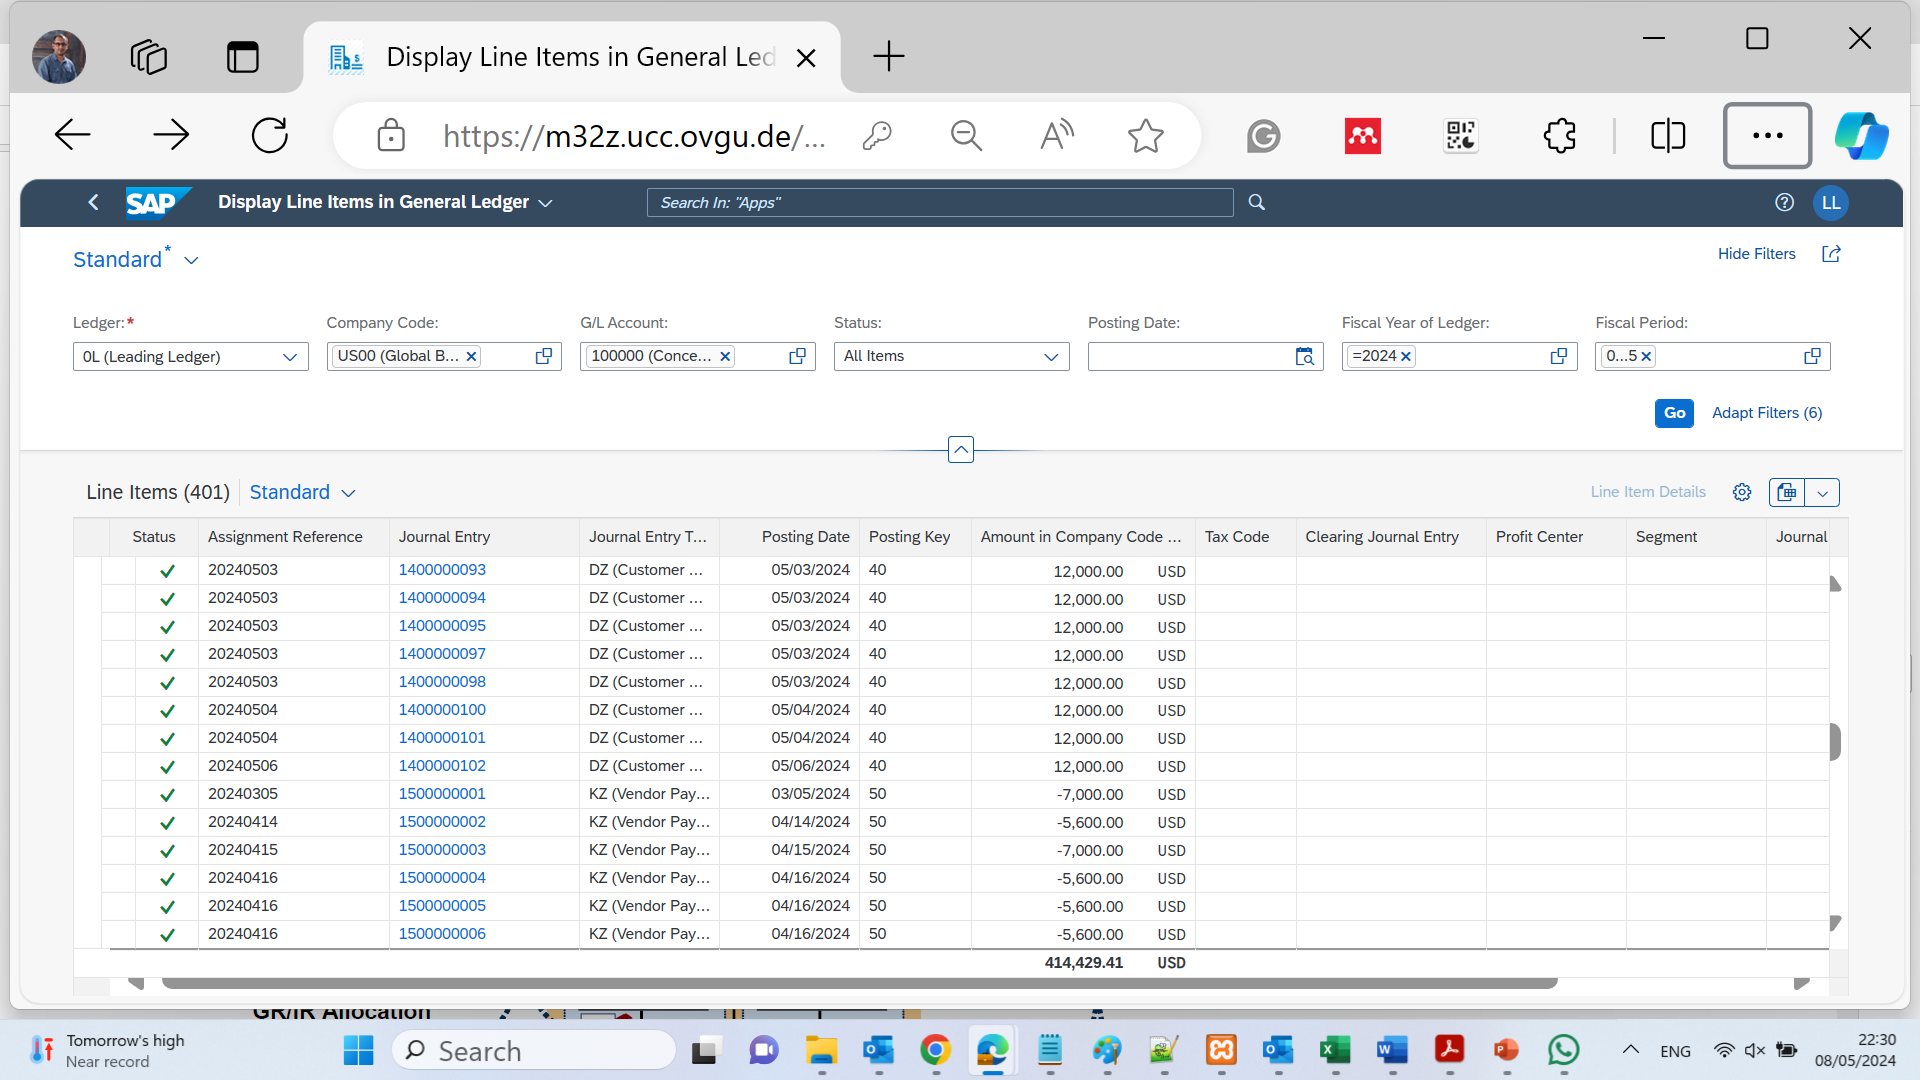 Display Line Items in General Led
https://m32z.ucc.ovgu.de/...
SAP Display Line Items in General Ledger Search In: "Apps" LL
Standard * Hide Filters
Ledger:* Company Code: G/L Account: Status: Posting Date: Fiscal Year of Ledger: Fiscal Period:
0L (Leading Ledger) US00 (Global B... 100000 (Conce... All Items =2024 0...5
Go Adapt Filters (6)
Line Items (401) Standard Line Item Details
Status Assignment Reference Journal Entry Journal Entry T... Posting Date Posting Key Amount in Company Code ... Tax Code Clearing Journal Entry Profit Center Segment Journal
20240503 1400000093 DZ (Customer ... 05/03/2024 40 12,000.00 USD
20240503 1400000094 DZ (Customer ... 05/03/2024 40 12,000.00 USD
20240503 1400000095 DZ (Customer ... 05/03/2024 40 12,000.00 USD
20240503 1400000097 DZ (Customer ... 05/03/2024 40 12,000.00 USD
20240503 1400000098 DZ (Customer ... 05/03/2024 40 12,000.00 USD
20240504 1400000100 DZ (Customer ... 05/04/2024 40 12,000.00 USD
20240504 1400000101 DZ (Customer ... 05/04/2024 40 12,000.00 USD
20240506 1400000102 DZ (Customer ... 05/06/2024 40 12,000.00 USD
20240305 1500000001 KZ (Vendor Pay... 03/05/2024 50 -7,000.00 USD
20240414 1500000002 KZ (Vendor Pay... 04/14/2024 50 -5,600.00 USD
20240415 1500000003 KZ (Vendor Pay... 04/15/2024 50 -7,000.00 USD
20240416 1500000004 KZ (Vendor Pay... 04/16/2024 50 -5,600.00 USD
20240416 1500000005 KZ (Vendor Pay... 04/16/2024 50 -5,600.00 USD
20240416 1500000006 KZ (Vendor Pay... 04/16/2024 50 -5,600.00 USD
414,429.41 USD
GR/IR Allocation
Tomorrow's high
Near record
Search
ENG
22:30
08/05/2024